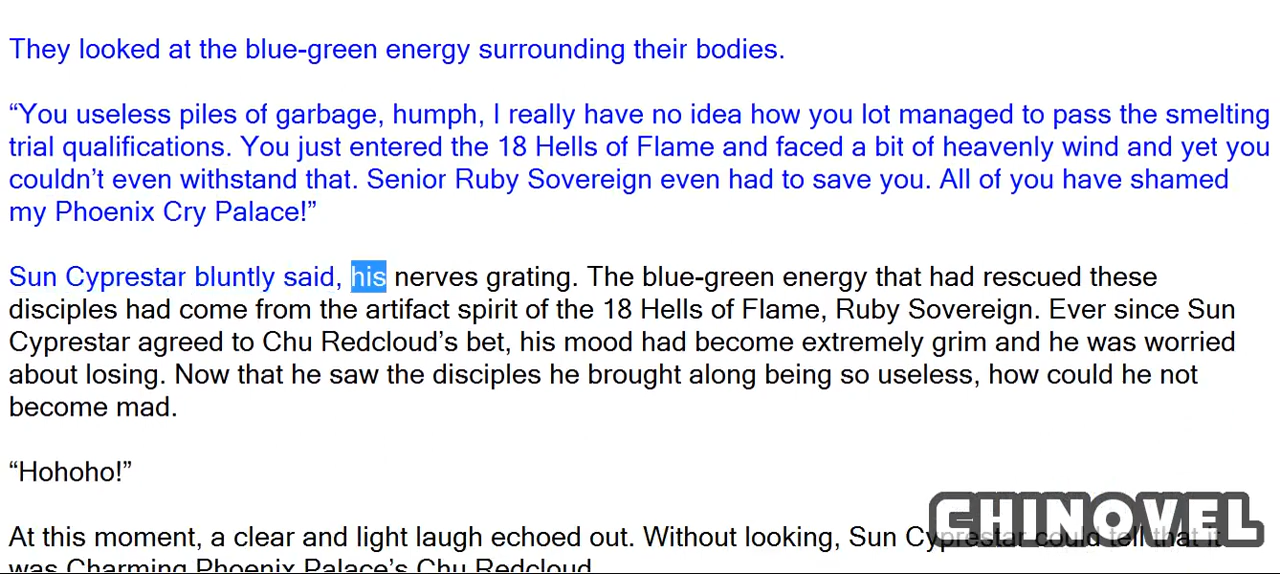 They looked at the blue-green energy surrounding their bodies.
“You useless piles of garbage, humph, I really have no idea how you lot managed to pass the smelting
trial qualifications. You just entered the 18 Hells of Flame and faced a bit of heavenly wind and yet you
couldn’t even withstand that. Senior Ruby Sovereign even had to save you. All of you have shamed
my Phoenix Cry Palace!”
Sun Cyprestar bluntly said, his nerves grating. The blue-green energy that had rescued these
disciples had come from the artifact spirit of the 18 Hells of Flame, Ruby Sovereign. Ever since Sun
Cyprestar agreed to Chu Redcloud’s bet, his mood had become extremely grim and he was worried
about losing. Now that he saw the disciples he brought along being so useless, how could he not
become mad.
“Hohoho!”
At this moment, a clear and light laugh echoed out. Without looking, Sun Cyprestar could tell that it
was Charming Phoenix Palace’s Chu Redcloud.
CHINOVEL